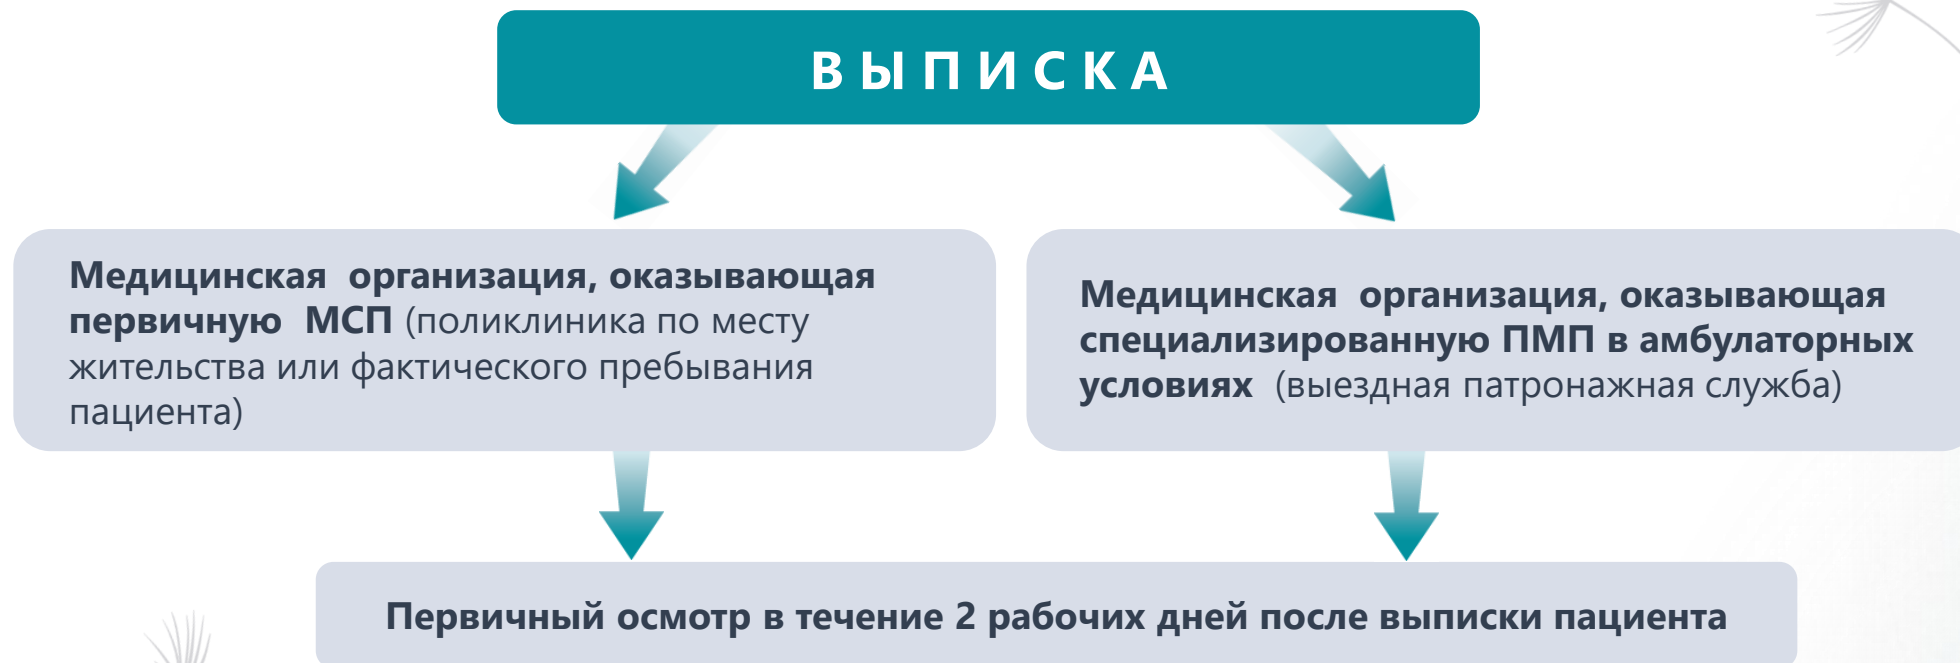 ВЫПИСКА
Медицинская организация, оказывающая
первичную МСП (поликлиника по месту
жительства или фактического пребывания
пациента)
Медицинская организация, оказывающая
специализированную ПМП в амбулаторных
условиях (выездная патронажная служба)
Первичный осмотр в течение 2 рабочих дней после выписки пациента